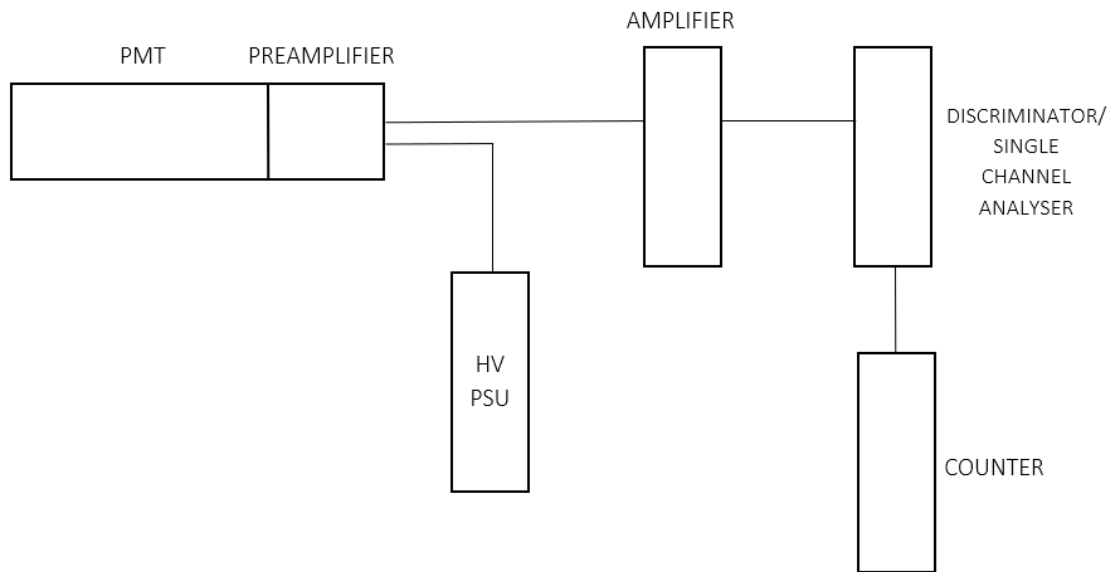 PMT
PREAMPLIFIER
AMPLIFIER
DISCRIMINATOR/
SINGLE
CHANNEL
ANALYSER
HV
PSU
COUNTER